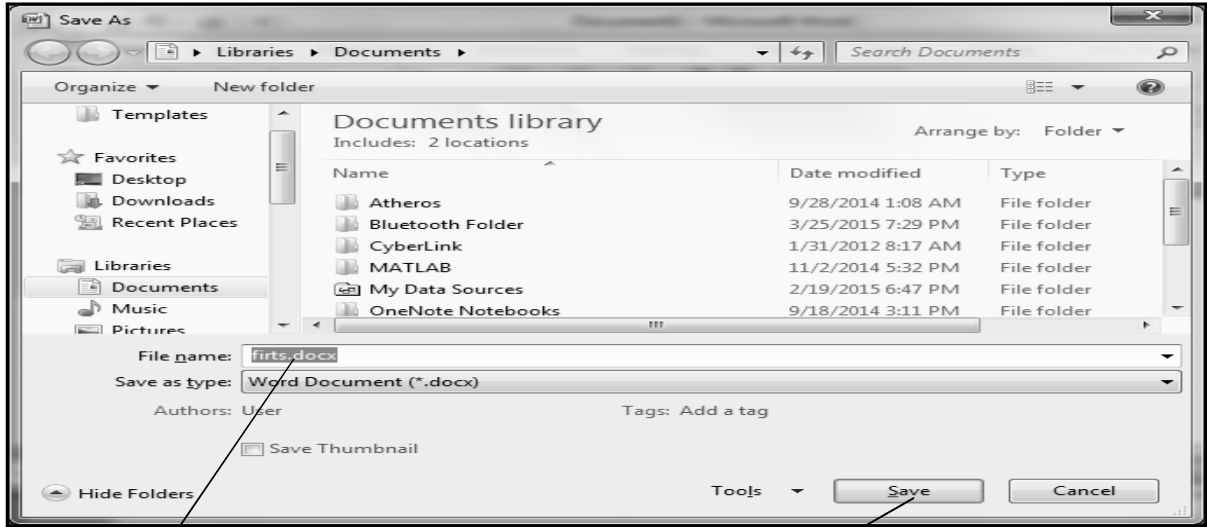 Save As
Libraries Documents
Search Documents
Organize New folder
Templates
Favorites
Desktop
Downloads
Recent Places
Libraries
Documents
Music
Pictures
Documents library
Includes: 2 locations
Arrange by: Folder
Name Date modified Type
Atheros 9/28/2014 1:08 AM File folder
Bluetooth Folder 3/25/2015 7:29 PM File folder
CyberLink 1/31/2012 8:17 AM File folder
MATLAB 11/2/2014 5:32 PM File folder
My Data Sources 2/19/2015 6:47 PM File folder
OneNote Notebooks 9/18/2014 3:11 PM File folder
File name: firts.docx
Save as type: Word Document (*.docx)
Authors: User Tags: Add a tag
Save Thumbnail
Hide Folders Tools Save Cancel